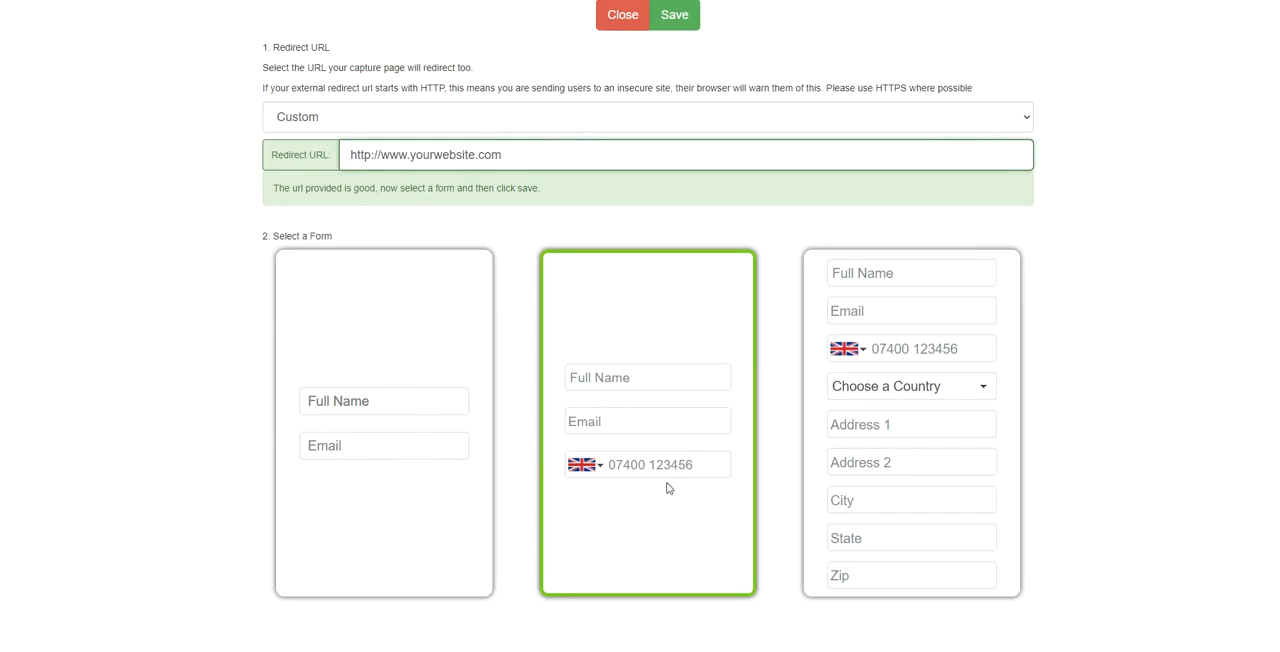 Close Save
1. Redirect URL
Select the URL your capture page will redirect too.
If your external redirect url starts with HTTP, this means you are sending users to an insecure site, their browser will warn them of this. Please use HTTPS where possible
Custom
Redirect URL: http://www.yourwebsite.com
The url provided is good, now select a form and then click save.
2. Select a Form
Full Name
Email
Full Name
Email
07400 123456
Full Name
Email
07400 123456
Choose a Country
Address 1
Address 2
City
State
Zip